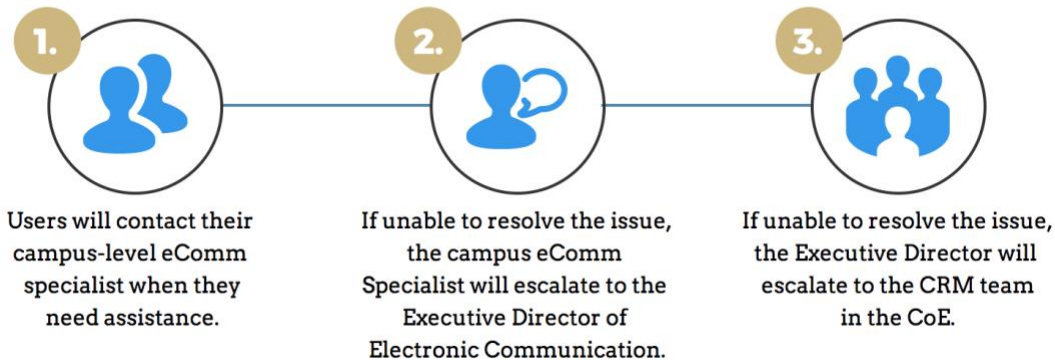 1.
Users will contact their
campus-level eComm
specialist when they
need assistance.
2.
If unable to resolve the issue,
the campus eComm
Specialist will escalate to the
Executive Director of
Electronic Communication.
3.
If unable to resolve the issue,
the Executive Director will
escalate to the CRM team
in the CoE.